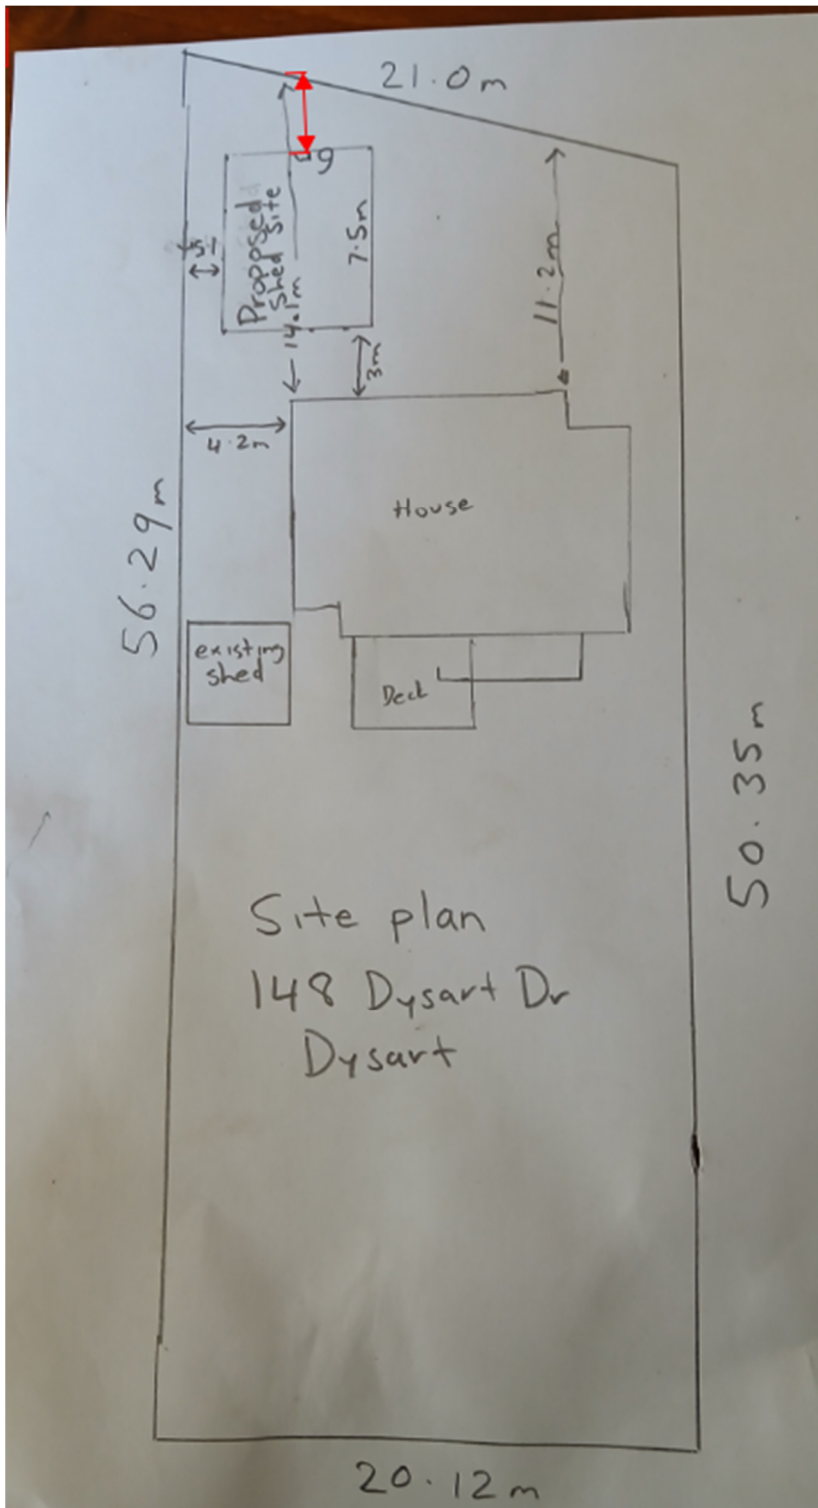 21.0m
9
Proposed
shed site
7.5m
14.1m
11.2m
3m
4.2m
56.29m
House
existing
shed
Deck
50.35m
Site plan
148 Dysart Dr
Dysart
20.12m